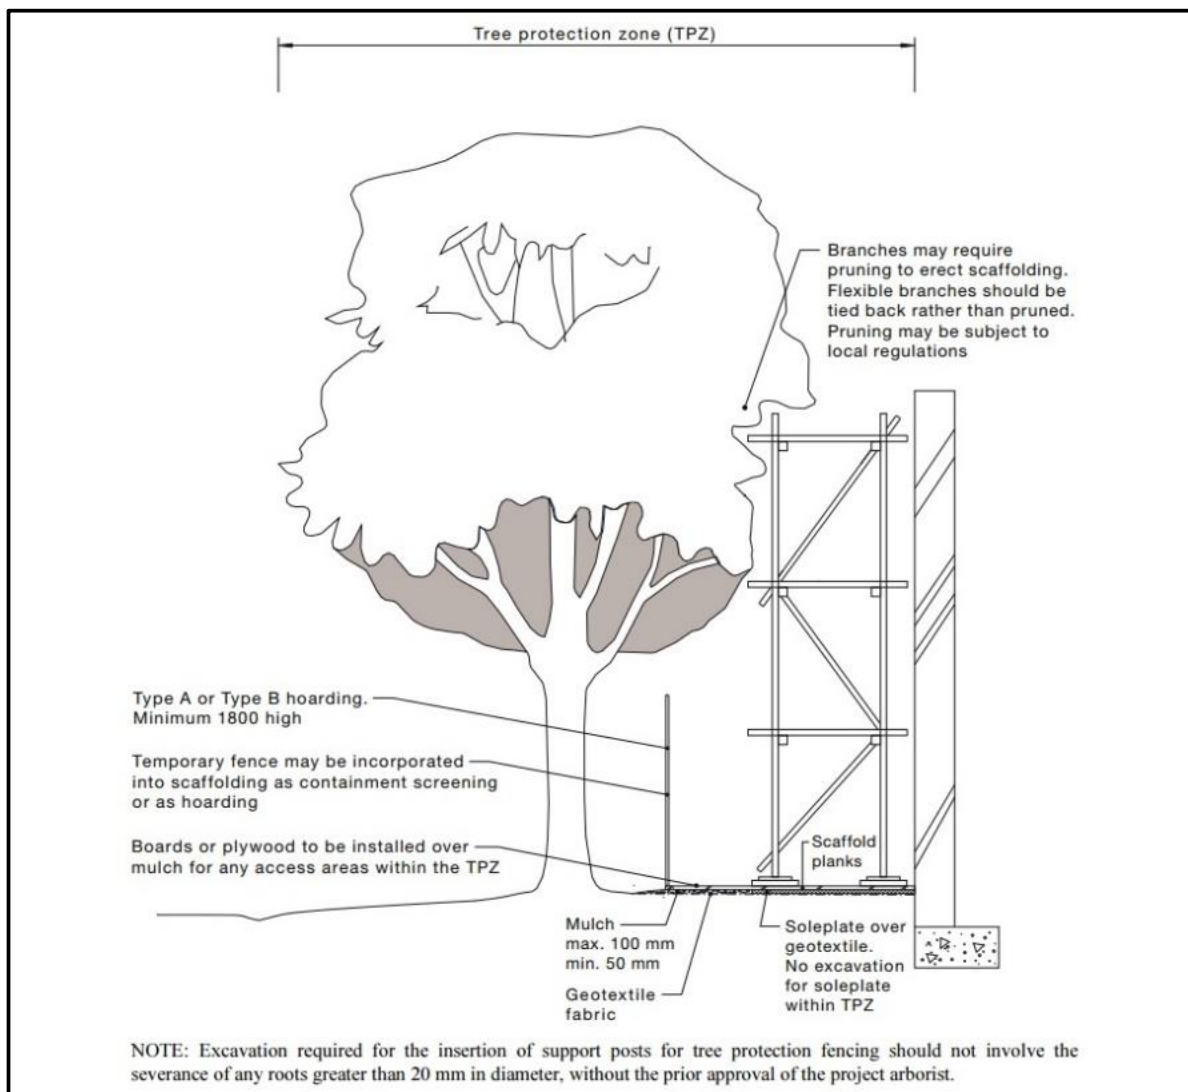 Tree protection zone (TPZ)
Branches may require
pruning to erect scaffolding.
Flexible branches should be
tied back rather than pruned.
Pruning may be subject to
local regulations
Type A or Type B hoarding.
Minimum 1800 high
Temporary fence may be incorporated
into scaffolding as containment screening
or as hoarding
Boards or plywood to be installed over
mulch for any access areas within the TPZ
Scaffold
planks
Mulch
max. 100 mm
min. 50 mm
Geotextile
fabric
Soleplate over
geotextile.
No excavation
for soleplate
within TPZ
NOTE: Excavation required for the insertion of support posts for tree protection fencing should not involve the
severance of any roots greater than 20 mm in diameter, without the prior approval of the project arborist.